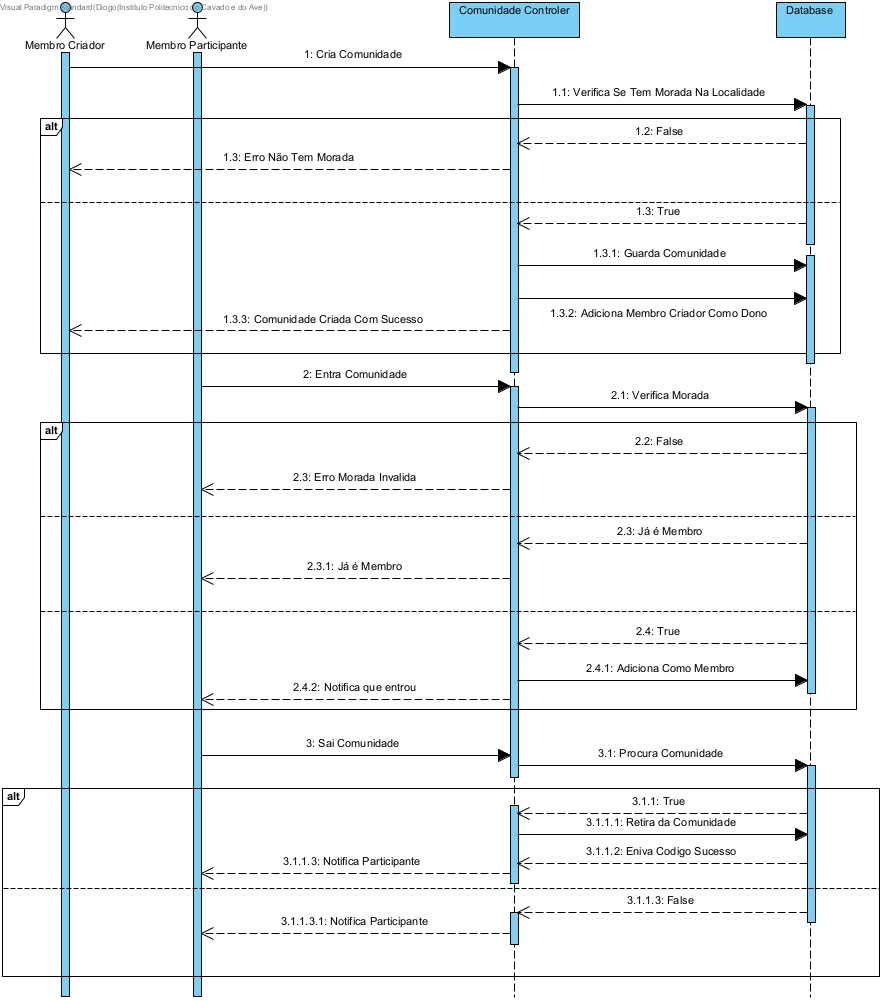 Visual Paradigm Standard(Diogo(Instituto Politecnico do Cavado e do Ave))
Membro Criador
Membro Participante
Comunidade Controler
Database
1: Cria Comunidade
1.1: Verifica Se Tem Morada Na Localidade
alt
1.2: False
1.3: Erro Não Tem Morada
1.3: True
1.3.1: Guarda Comunidade
1.3.2: Adiciona Membro Criador Como Dono
1.3.3: Comunidade Criada Com Sucesso
2: Entra Comunidade
2.1: Verifica Morada
alt
2.2: False
2.3: Erro Morada Invalida
2.3: Já é Membro
2.3.1: Já é Membro
2.4: True
2.4.1: Adiciona Como Membro
2.4.2: Notifica que entrou
3: Sai Comunidade
3.1: Procura Comunidade
alt
3.1.1: True
3.1.1.1: Retira da Comunidade
3.1.1.2: Eniva Codigo Sucesso
3.1.1.3: Notifica Participante
3.1.1.3: False
3.1.1.3.1: Notifica Participante